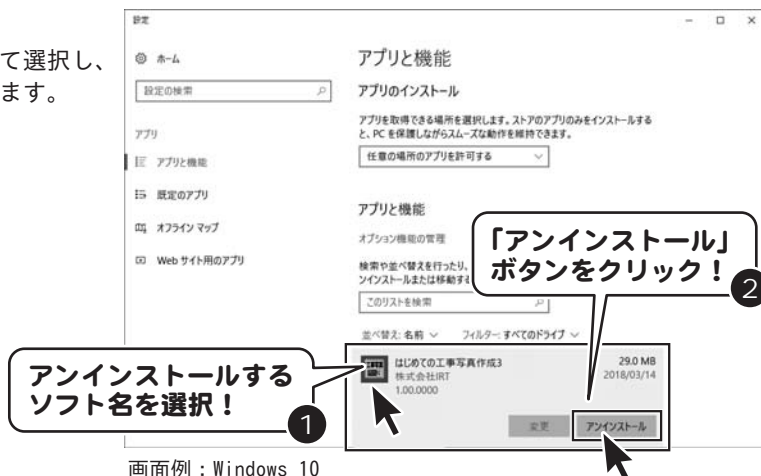 て選択し、
ます。
設定
ホーム
設定の検索
アプリ
アプリと機能
既定のアプリ
オフライン マップ
Web サイト用のアプリ
アプリと機能
アプリのインストール
アプリを取得できる場所を選択します。ストアのアプリのみをインストールする
と、PC を保護しながらスムーズな動作を維持できます。
任意の場所のアプリを許可する
アプリと機能
オプション機能の管理
検索や並べ替えを行ったり、
ンインストールまたは移動する
このリストを検索
並べ替え: 名前
フィルター: すべてのドライブ
「アンインストール」
ボタンをクリック！
2
はじめての工事写真作成3
株式会社IRT
1.00.0000
29.0 MB
2018/03/14
変更
アンインストール
アンインストールする
ソフト名を選択！
1
画面例：Windows 10